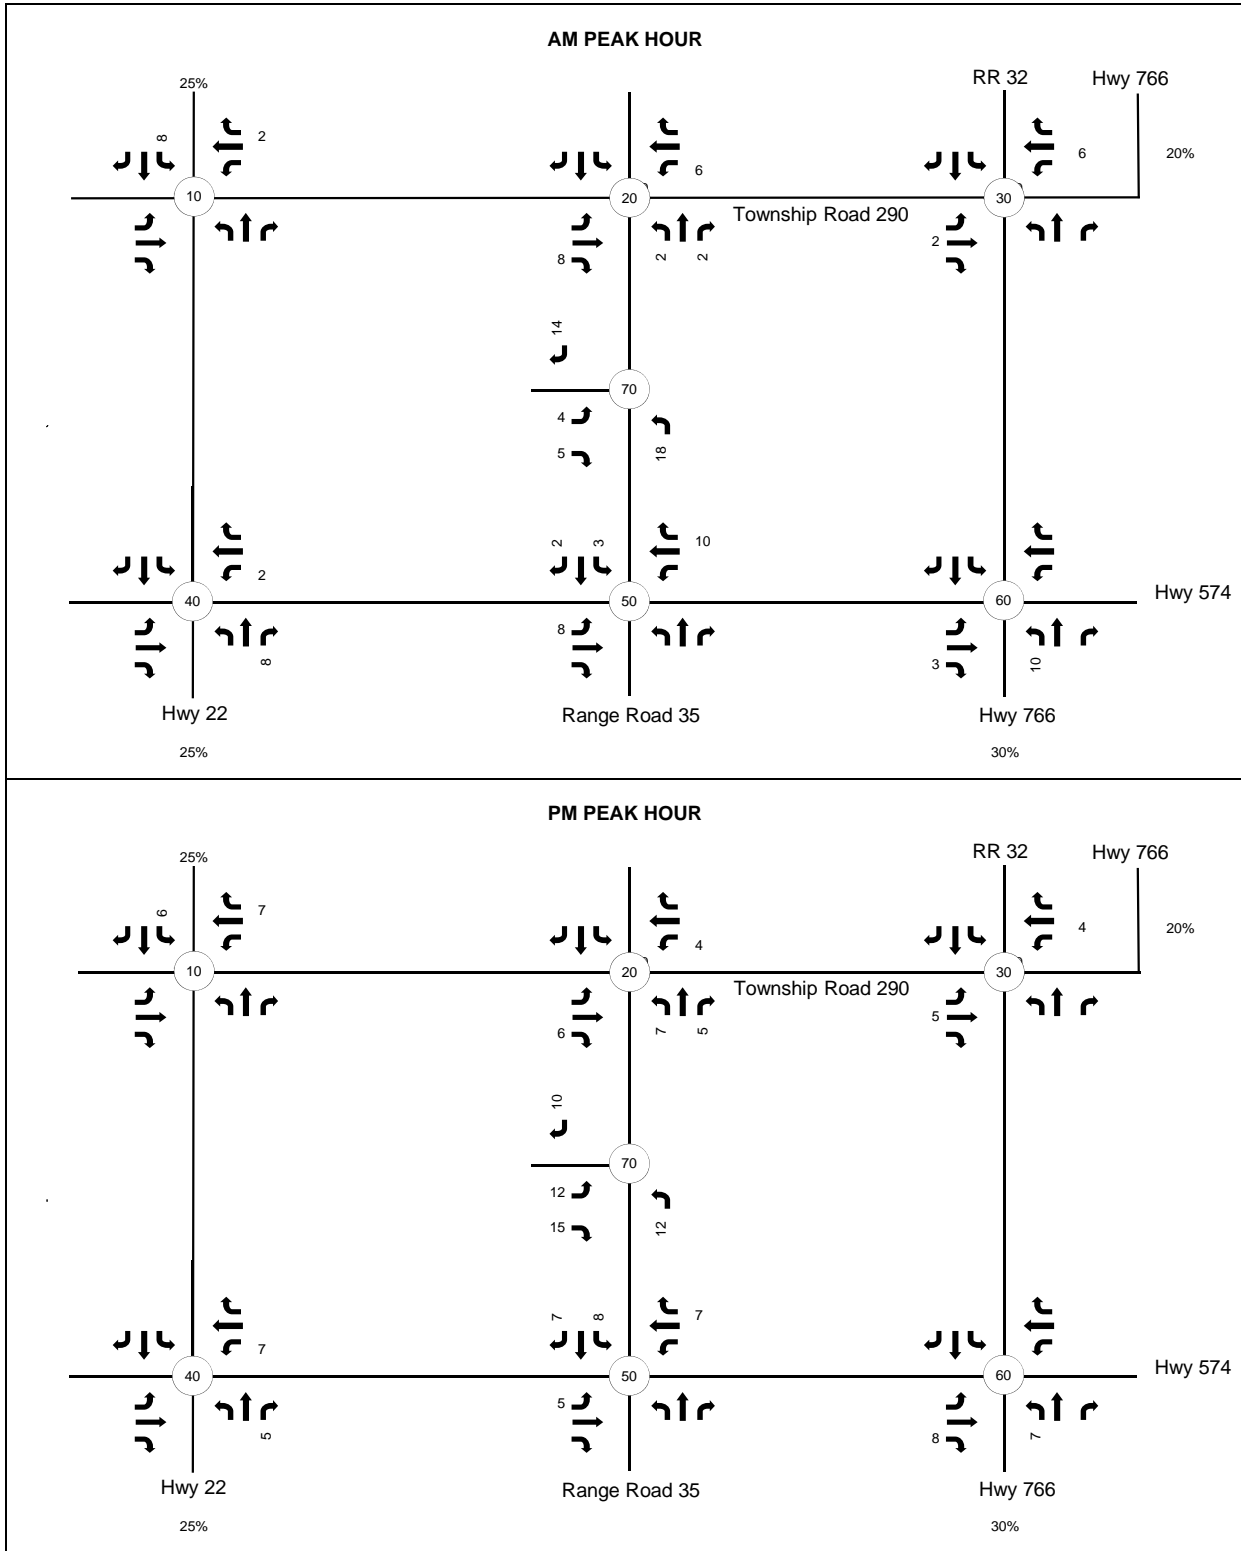 AM PEAK HOUR
RR 32 Hwy 766
25%
8 2 6 6 20%
10 20 30
Township Road 290
8 2 2 2
14
70
4
5 18
2 3 10
2
Hwy 574
40 50 60
8 8 3 10
Hwy 22 Range Road 35 Hwy 766
25% 30%
PM PEAK HOUR
RR 32 Hwy 766
25%
6 7 4 4 20%
10 20 30
Township Road 290
6 7 5 5
10
70
12
15 12
7 8 7
7
Hwy 574
40 50 60
5 5 8 7
Hwy 22 Range Road 35 Hwy 766
25% 30%